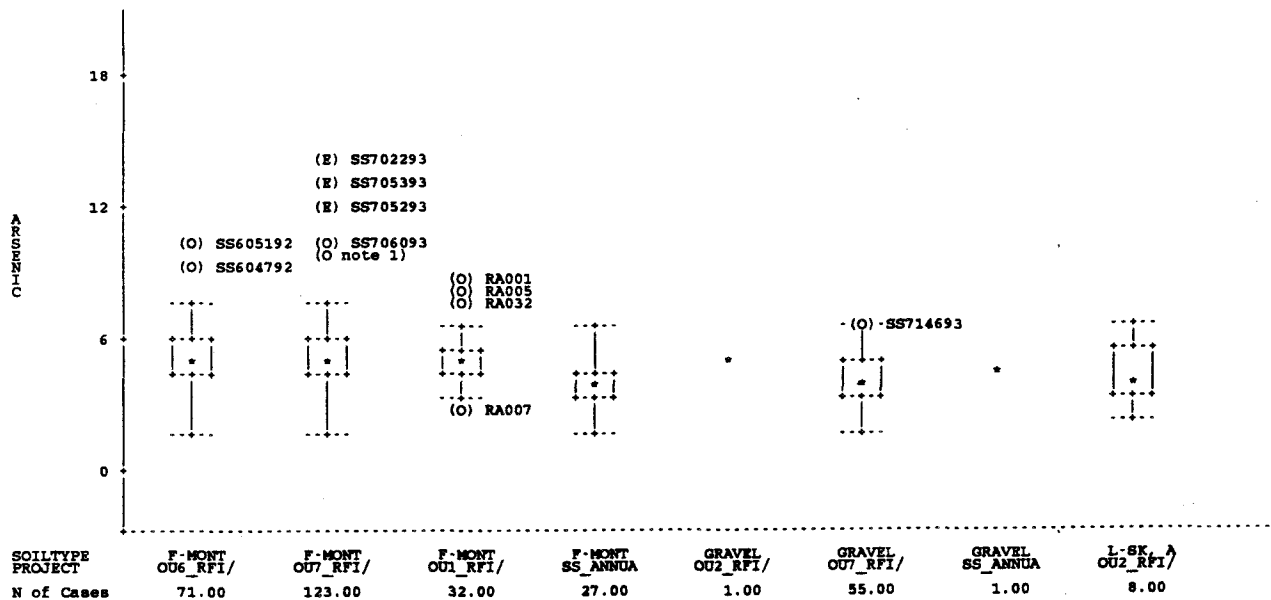 18
(E) SS702293
(E) SS705393
12
(E) SS705293
ARSENIC
(O) SS605192 (O) SS706093
(O note 1)
(O) SS604792
(O) RA001
(O) RA005
(O) RA032
(O) SS714693
6
(O) RA007
0
SOILTYPE F-MONT F-MONT F-MONT F-MONT GRAVEL GRAVEL GRAVEL L-SK, A
PROJECT OU6_RFI/ OU7_RFI/ OU1_RFI/ SS_ANNUA OU2_RFI/ OU7_RFI/ SS_ANNUA OU2_RFI/
N of Cases 71.00 123.00 32.00 27.00 1.00 55.00 1.00 8.00